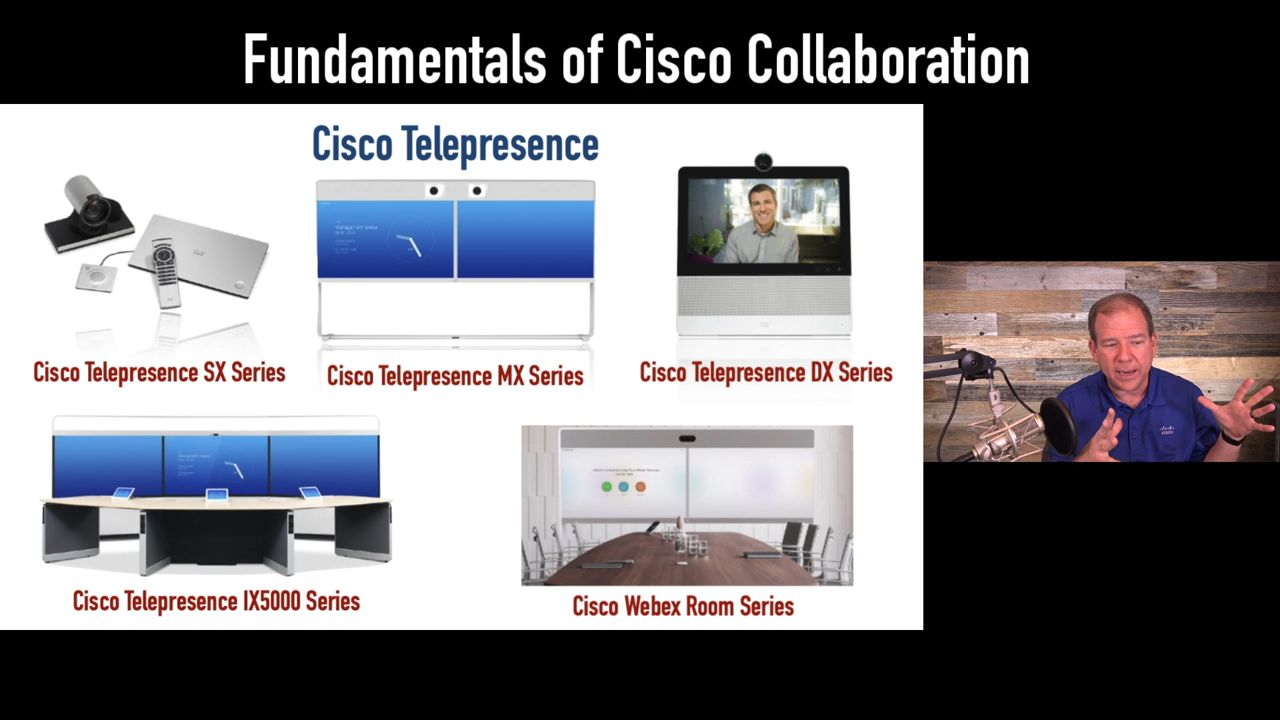 Fundamentals of Cisco Collaboration
Cisco Telepresence
Cisco Telepresence SX Series
Cisco Telepresence MX Series
Cisco Telepresence DX Series
CISCO
Cisco Telepresence IX5000 Series
Cisco Webex Room Series